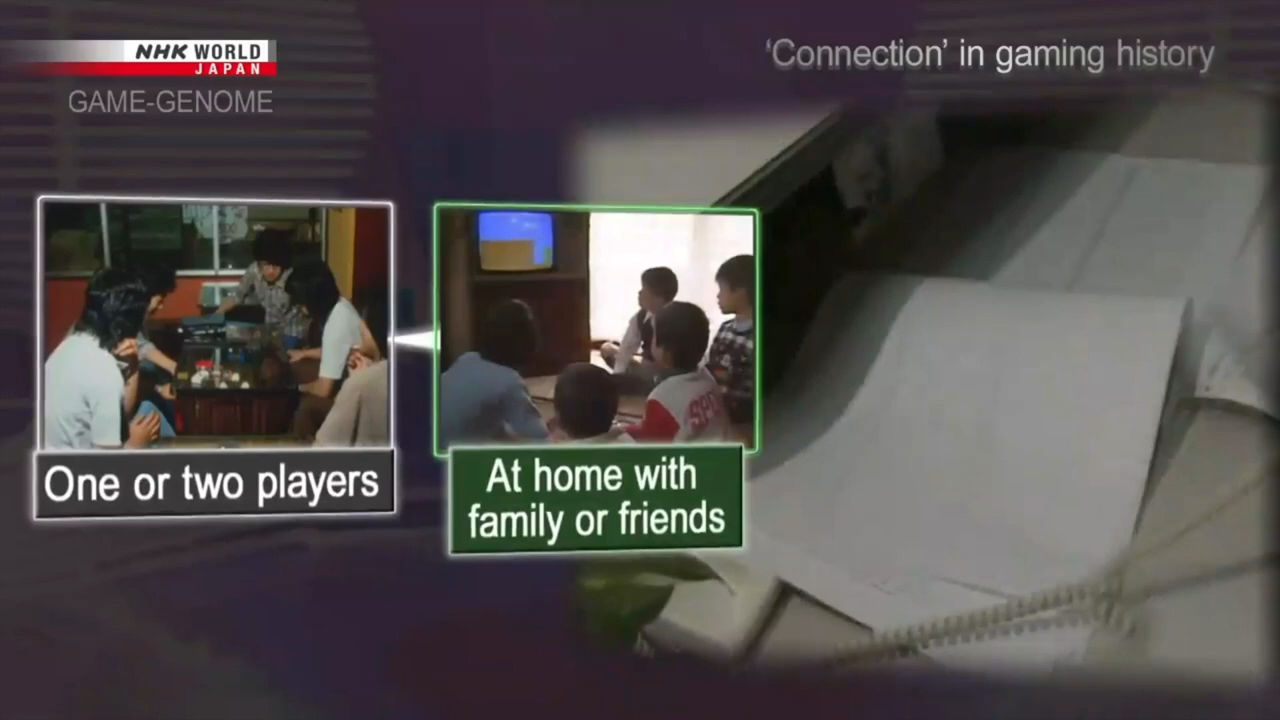 NHK WORLD
JAPAN
GAME-GENOME
‘Connection’ in gaming history
One or two players
At home with
family or friends